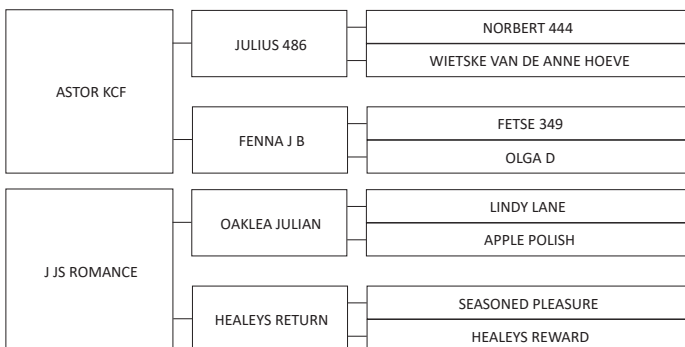 ASTOR KCF
JULIUS 486
NORBERT 444
WIETSKE VAN DE ANNE HOEVE
FENNA J B
FETSE 349
OLGA D
J JS ROMANCE
OAKLEA JULIAN
LINDY LANE
APPLE POLISH
HEALEYS RETURN
SEASONED PLEASURE
HEALEYS REWARD